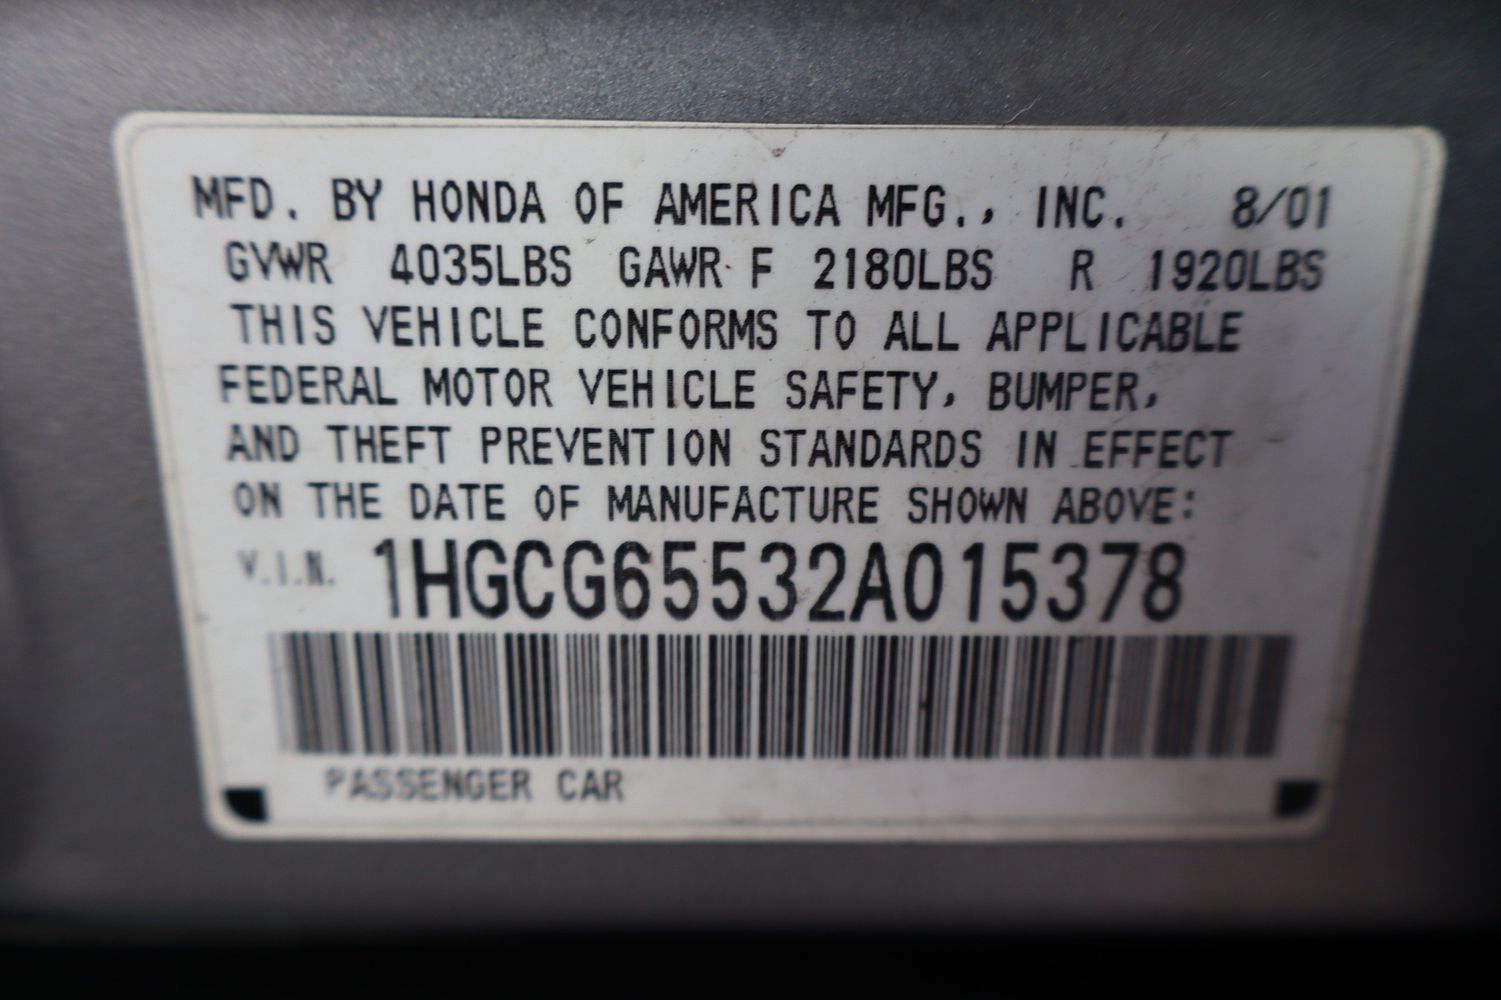 MFD. BY HONDA OF AMERICA MFG., INC. 8/01
GVWR 4035LBS GAWR F 2180LBS R 1920LBS
THIS VEHICLE CONFORMS TO ALL APPLICABLE
FEDERAL MOTOR VEHICLE SAFETY, BUMPER,
AND THEFT PREVENTION STANDARDS IN EFFECT
ON THE DATE OF MANUFACTURE SHOWN ABOVE:
V.I.N. 1HGCG65532A015378
PASSENGER CAR